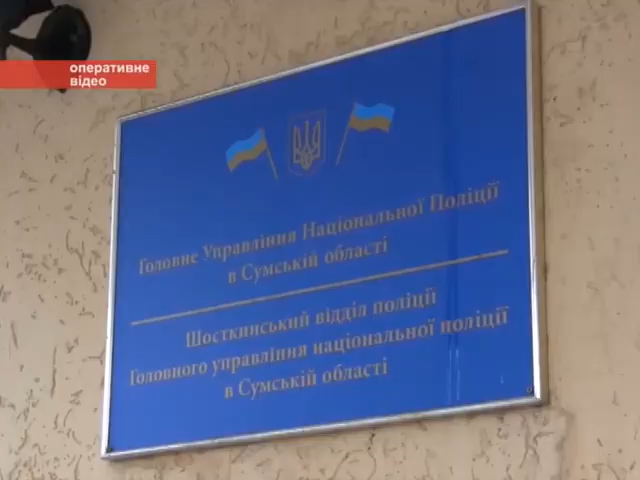 оперативне
відео
Головне Управління Національної Поліції
в Сумській області
Шосткинський відділ поліції
Головного управління національної поліції
в Сумській області